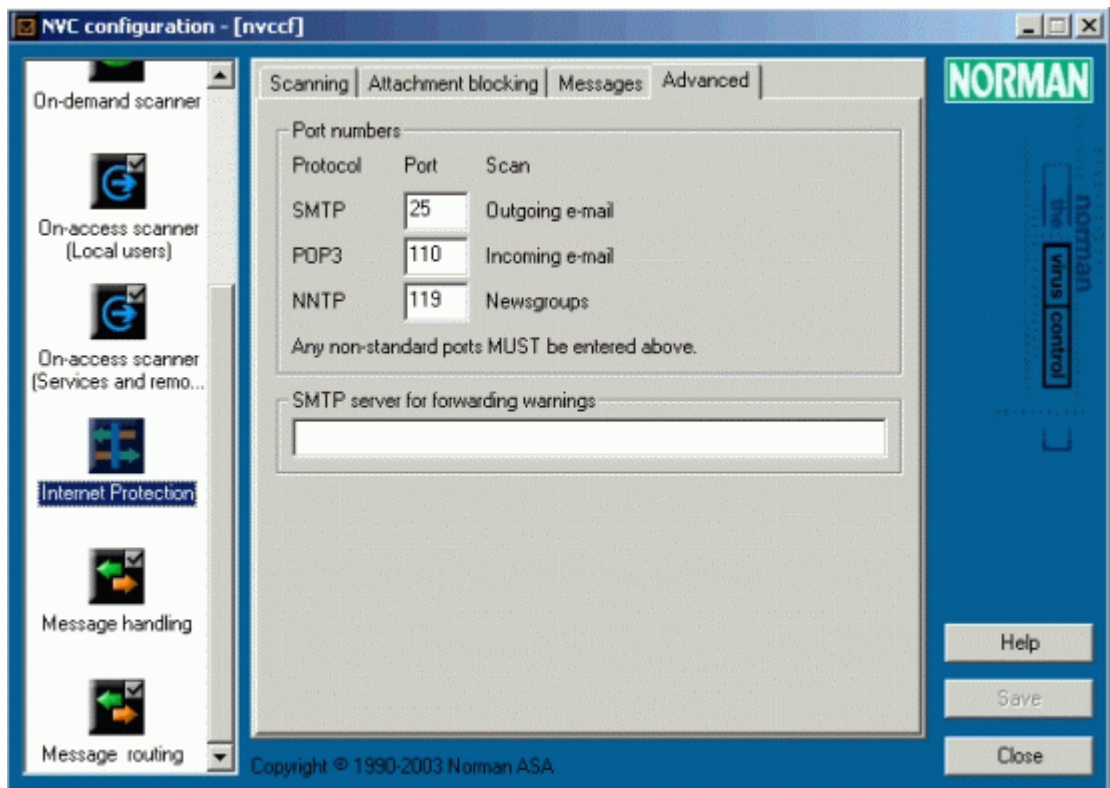 NVC configuration - [nvccf]
On-demand scanner
On-access scanner
(Local users)
On-access scanner
(Services and remo...
Internet Protection
Message handling
Message routing
Scanning
Attachment blocking
Messages
Advanced
Port numbers
Protocol Port Scan
SMTP 25 Outgoing e-mail
POP3 110 Incoming e-mail
NNTP 119 Newsgroups
Any non-standard ports MUST be entered above.
SMTP server for forwarding warnings
Copyright © 1990-2003 Norman ASA
NORMAN
norman
the virus control
Help
Save
Close